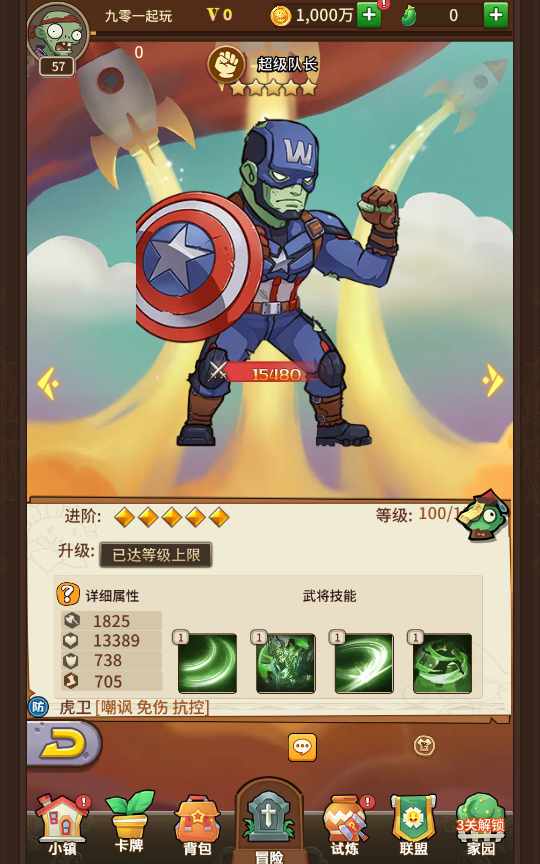 九零一起玩
V0
1,000万
0
57
0
超级队长
W
15480
进阶:
等级: 100/1
升级:
已达等级上限
详细属性
武将技能
1825
13389
738
705
1
1
1
1
防
虎卫 [嘲讽 免伤 抗控]
小镇
卡牌
背包
冒险
试炼
联盟
3关解锁
家园